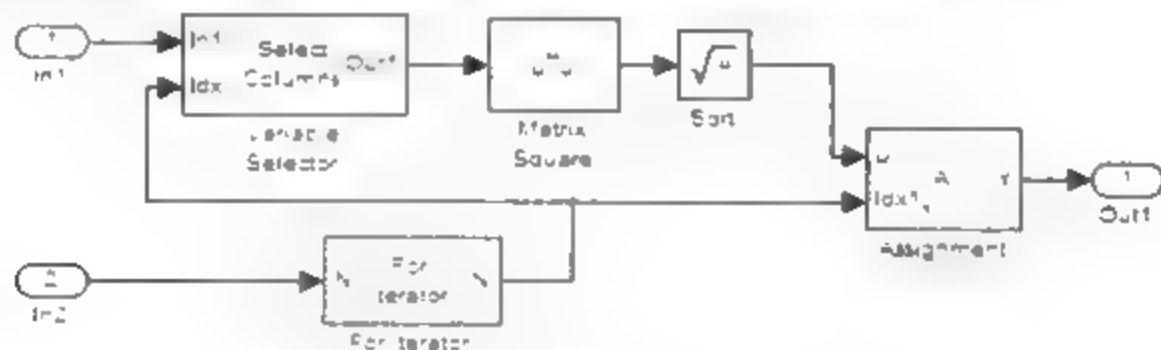 1
In1
In1
Idx
Select
Columns
Out1
Variable
Selector
Matrix
Square
√u
Sqrt
Idx1
A
Y
Assignment
1
Out1
2
In2
N
For
Iterator
For Iterator